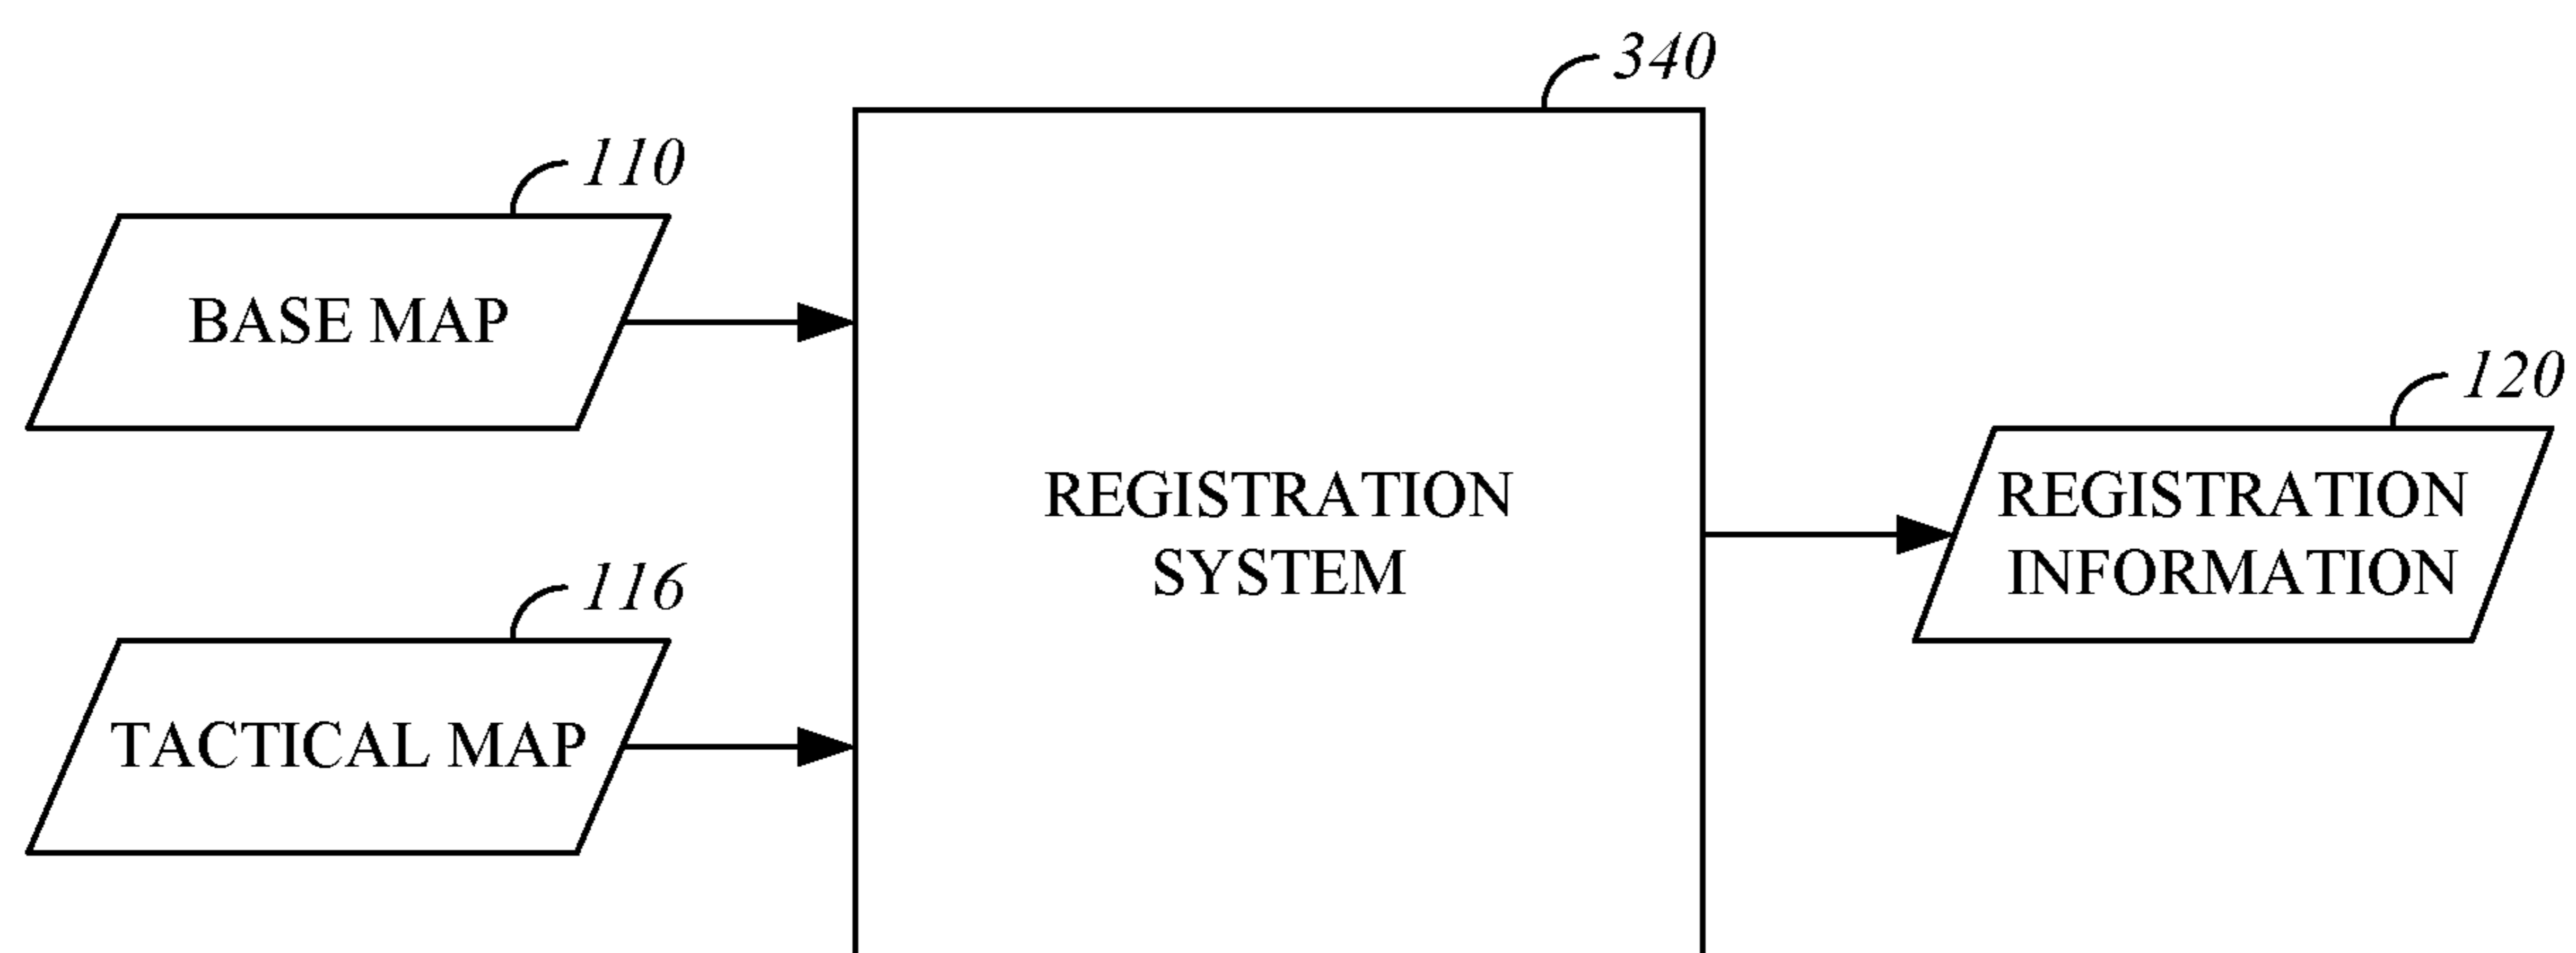 340
110
BASE MAP
120
REGISTRATION
SYSTEM
REGISTRATION
INFORMATION
116
TACTICAL MAP